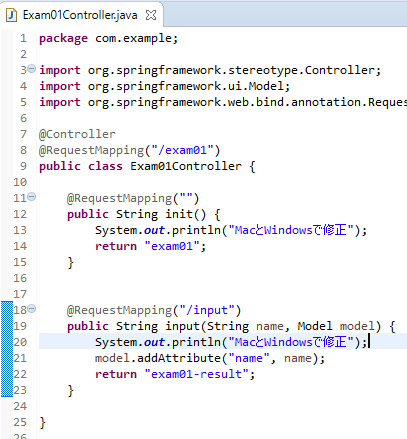 Exam01Controller.java
1 package com.example;
2
3 import org.springframework.stereotype.Controller;
4 import org.springframework.ui.Model;
5 import org.springframework.web.bind.annotation.Reque
6
7 @Controller
8 @RequestMapping("/exam01")
9 public class Exam01Controller {
10
11 @RequestMapping("")
12 public String init() {
13 System.out.println("MacとWindowsで修正");
14 return "exam01";
15 }
16
17
18 @RequestMapping("/input")
19 public String input(String name, Model model) {
20 System.out.println("MacとWindowsで修正");
21 model.addAttribute("name", name);
22 return "exam01-result";
23 }
24
25 }
26